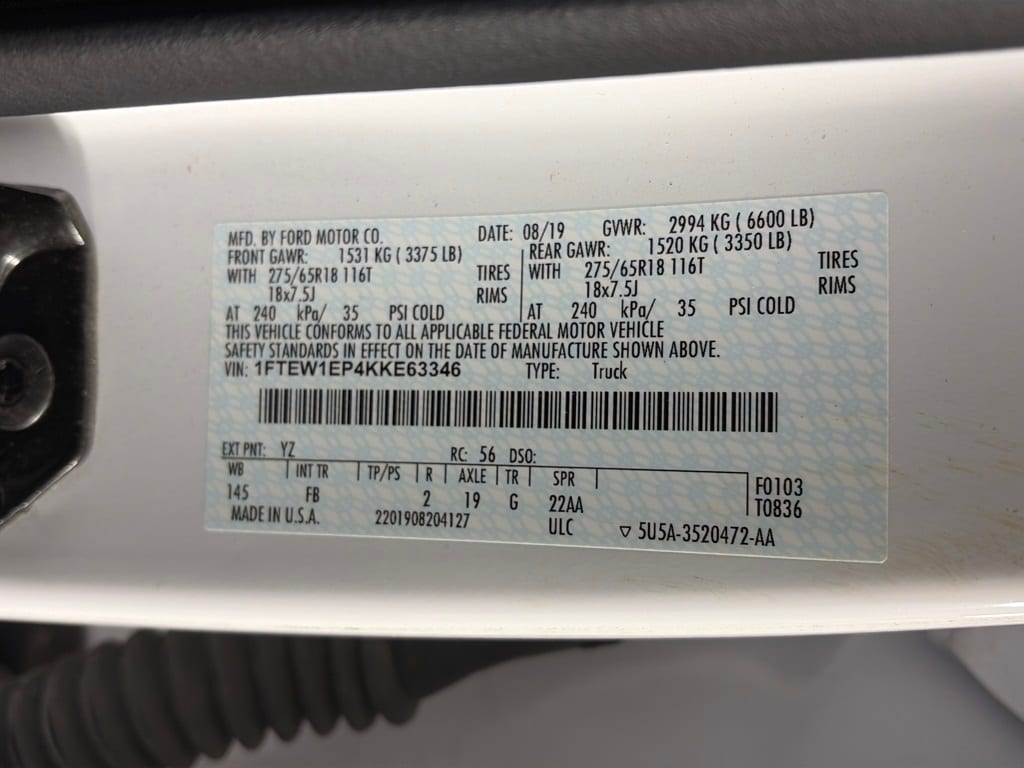 MFD. BY FORD MOTOR CO. DATE: 08/19 GVWR: 2994 KG ( 6600 LB)
FRONT GAWR: 1531 KG ( 3375 LB) REAR GAWR: 1520 KG ( 3350 LB)
WITH 275/65R18 116T TIRES WITH 275/65R18 116T TIRES
18x7.5J RIMS 18x7.5J RIMS
AT 240 kPa/ 35 PSI COLD AT 240 kPa/ 35 PSI COLD
THIS VEHICLE CONFORMS TO ALL APPLICABLE FEDERAL MOTOR VEHICLE
SAFETY STANDARDS IN EFFECT ON THE DATE OF MANUFACTURE SHOWN ABOVE.
VIN: 1FTEW1EP4KKE63346 TYPE: Truck
EXT PNT: YZ RC: 56 DSO:
WB INT TR TP/PS R AXLE TR SPR
145 FB 2 19 G 22AA F0103
T0836
MADE IN U.S.A. 2201908204127 ULC ▽ 5U5A-3520472-AA